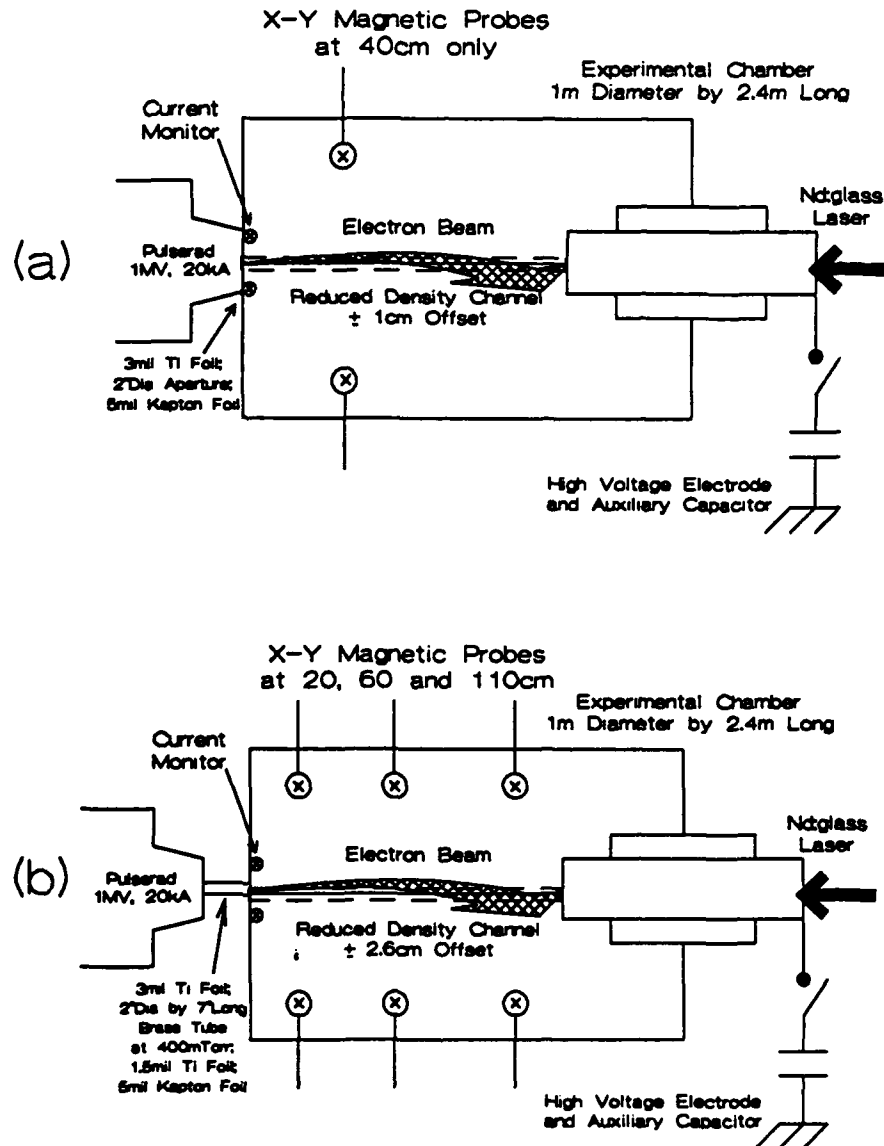 X-Y Magnetic Probes
at 40cm only
Experimental Chamber
1m Diameter by 2.4m Long
Current
Monitor
Nd:glass
Laser
Electron Beam
(a)
Pulserad
1MV, 20kA
Reduced Density Channel
± 1cm Offset
3mil Ti Foil;
2"Dia Aperture;
5mil Kapton Foil
High Voltage Electrode
and Auxiliary Capacitor
X-Y Magnetic Probes
at 20, 60 and 110cm
Experimental Chamber
1m Diameter by 2.4m Long
Current
Monitor
Nd:glass
Laser
Electron Beam
(b)
Pulserad
1MV, 20kA
Reduced Density Channel
± 2.6cm Offset
3mil Ti Foil;
2"Dia by 7"Long
Brass Tube
at 400mTorr;
1.5mil Ti Foil;
5mil Kapton Foil
High Voltage Electrode
and Auxiliary Capacitor